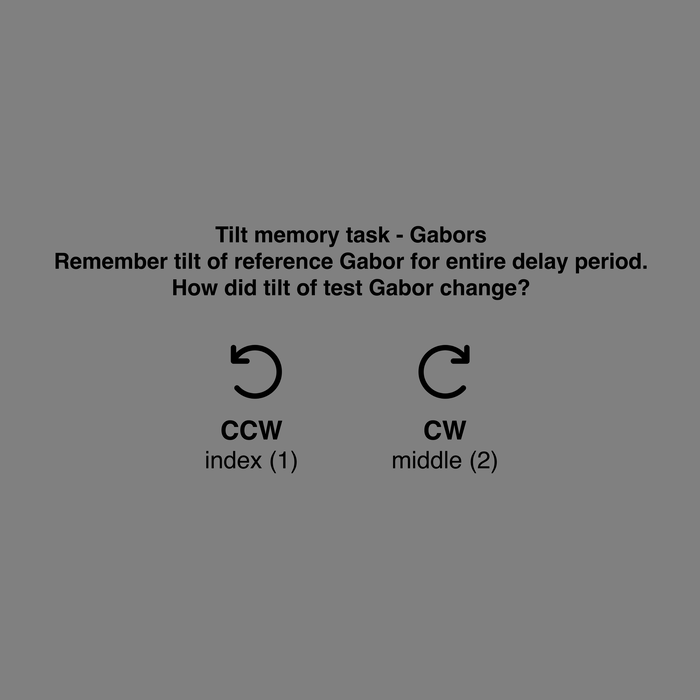 Tilt memory task - Gabors
Remember tilt of reference Gabor for entire delay period.
How did tilt of test Gabor change?
CCW CW
index (1) middle (2)